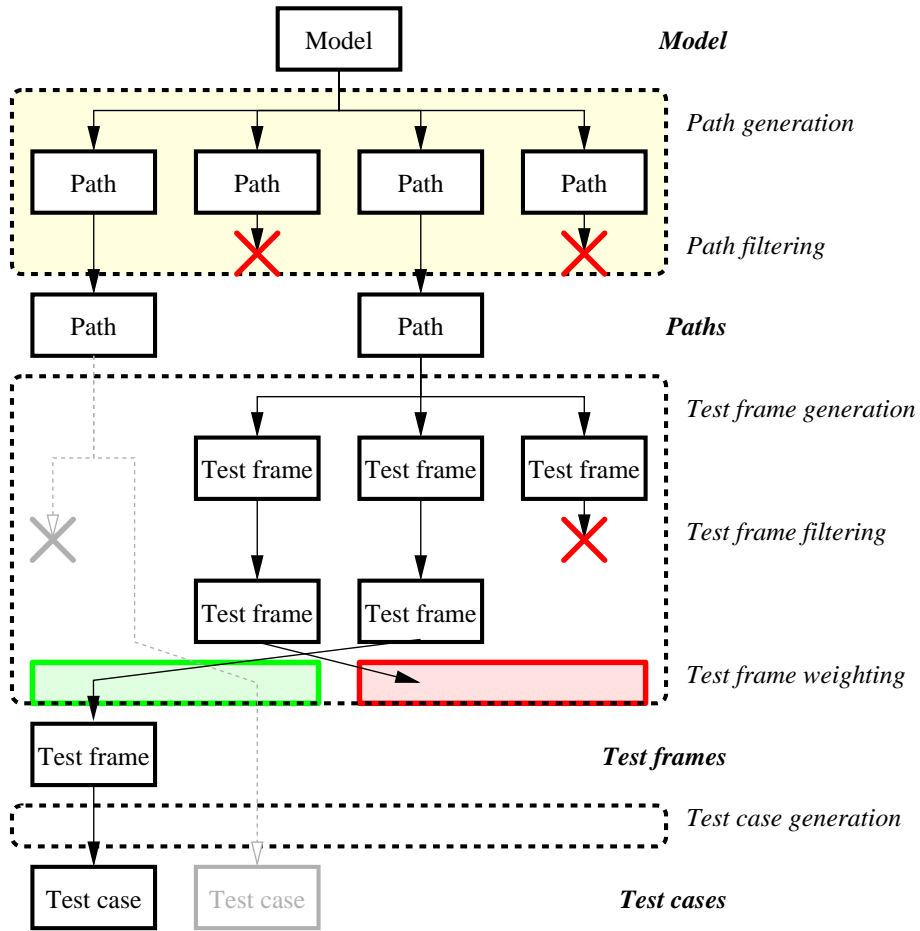 Model
Model
Path generation
Path
Path
Path
Path
Path filtering
Path
Path
Paths
Test frame generation
Test frame
Test frame
Test frame
Test frame filtering
Test frame
Test frame
Test frame weighting
Test frame
Test frames
Test case generation
Test case
Test case
Test cases